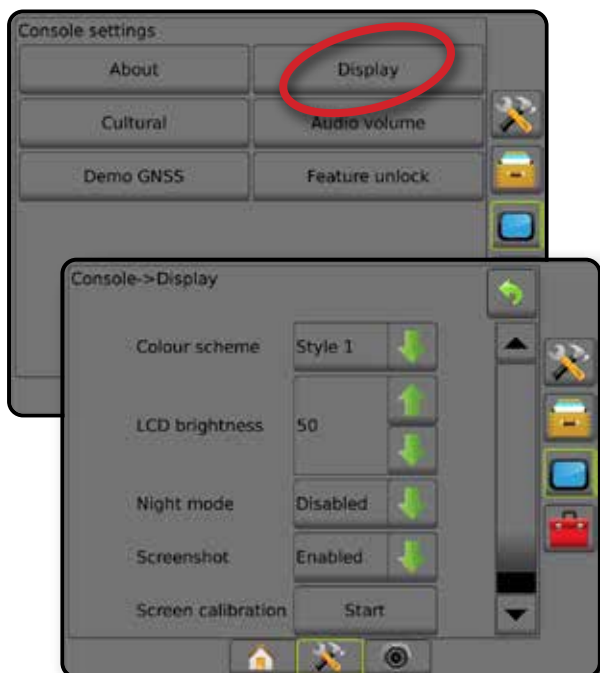 Console settings
About
Display
Cultural
Audio volume
Demo GNSS
Feature unlock
Console->Display
Colour scheme
Style 1
LCD brightness
50
Night mode
Disabled
Screenshot
Enabled
Screen calibration
Start